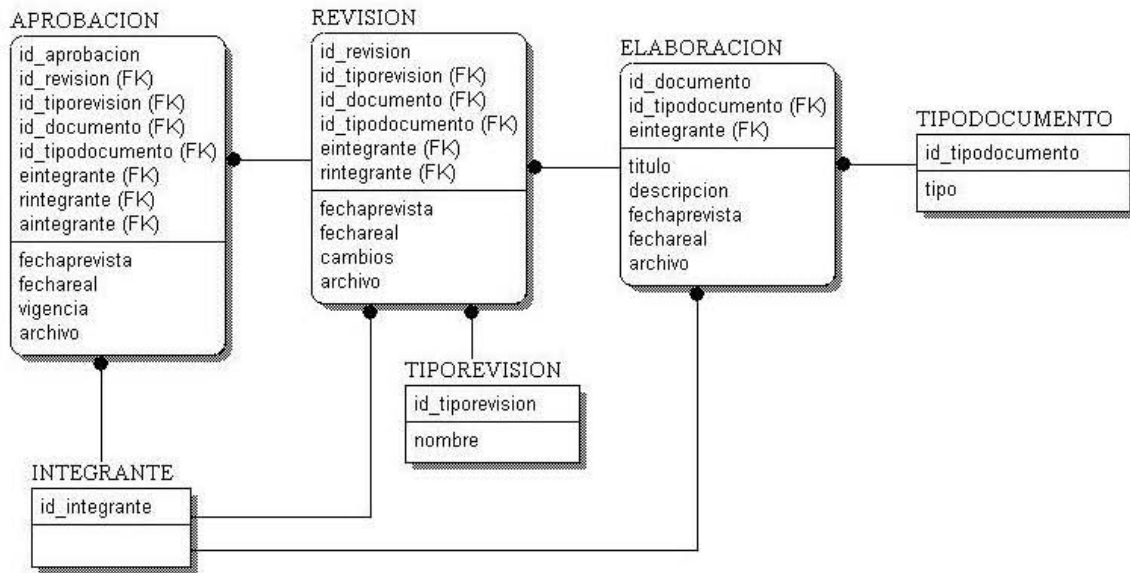 APROBACION
id_aprobacion
id_revision (FK)
id_tiporevision (FK)
id_documento (FK)
id_tipodocumento (FK)
eintegrante (FK)
rintegrante (FK)
aintegrante (FK)
fechaprevista
fechareal
vigencia
archivo
REVISION
id_revision
id_tiporevision (FK)
id_documento (FK)
id_tipodocumento (FK)
eintegrante (FK)
rintegrante (FK)
fechaprevista
fechareal
cambios
archivo
ELABORACION
id_documento
id_tipodocumento (FK)
eintegrante (FK)
titulo
descripcion
fechaprevista
fechareal
archivo
TIPODOCUMENTO
id_tipodocumento
tipo
TIPOREVISION
id_tiporevision
nombre
INTEGRANTE
id_integrante